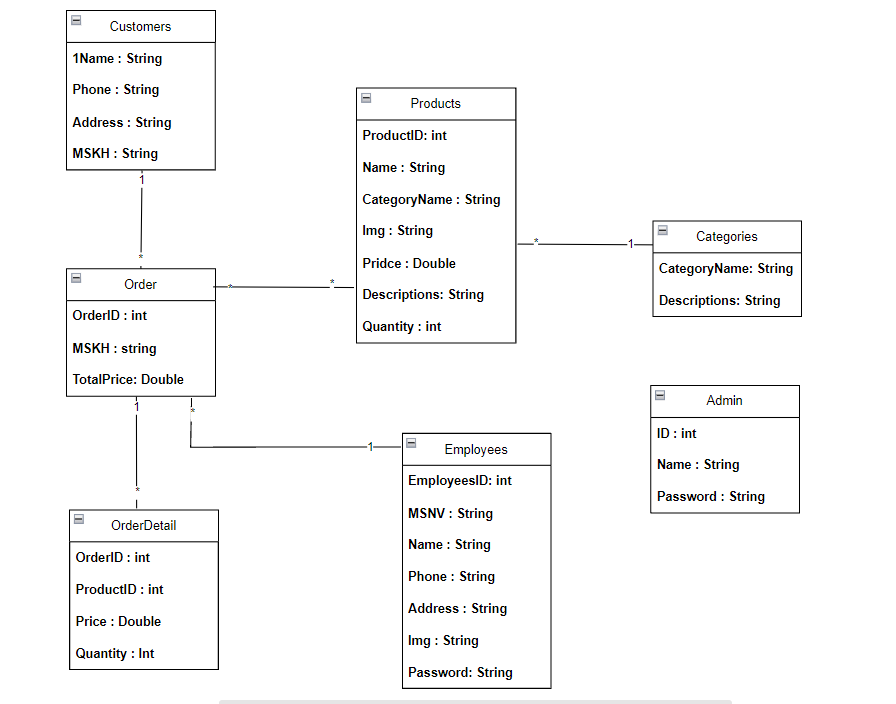 Customers
1Name : String
Phone : String
Address : String
MSKH : String
1
*
Order
OrderID : int
MSKH : string
TotalPrice: Double
*
*
Products
ProductID: int
Name : String
CategoryName : String
Img : String
Pridce : Double
Descriptions: String
Quantity : int
*
1
Categories
CategoryName: String
Descriptions: String
Admin
ID : int
Name : String
Password : String
1
*
*
1
Employees
EmployeesID: int
MSNV : String
Name : String
Phone : String
Address : String
Img : String
Password: String
OrderDetail
OrderID : int
ProductID : int
Price : Double
Quantity : Int